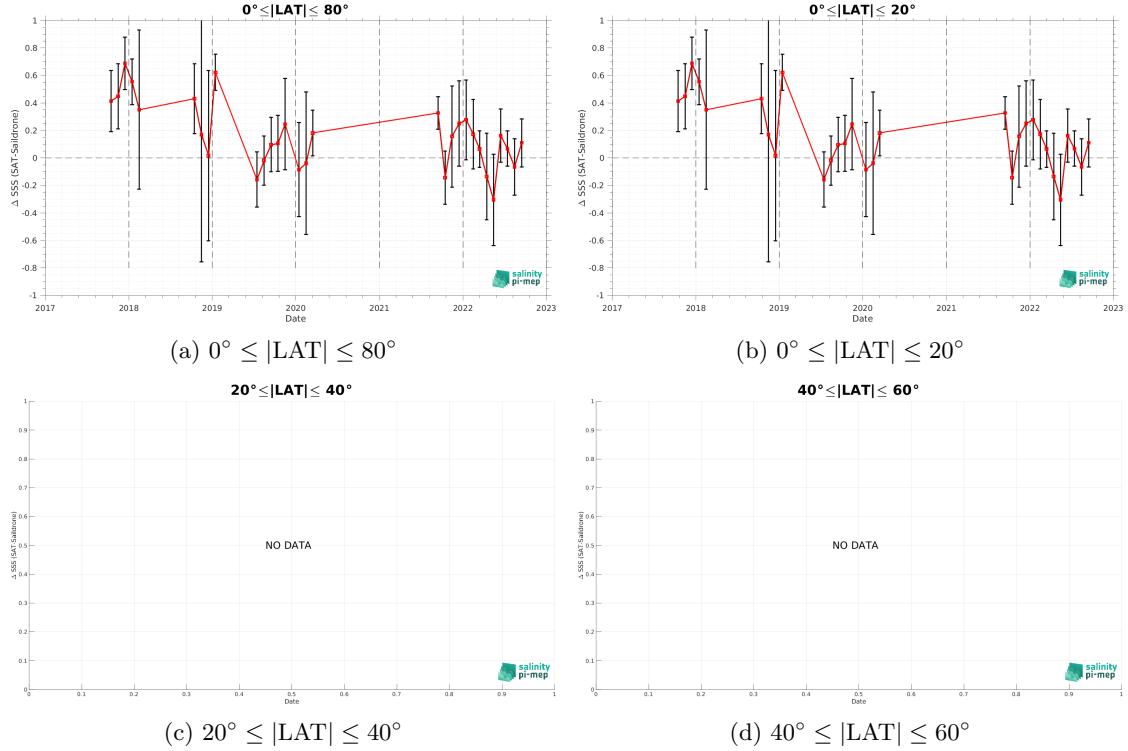 0°≤|LAT|≤ 80°
1
0.8
0.6
0.4
0.2
0
-0.2
-0.4
-0.6
-0.8
-1
Δ SSS (SAT-Saildrone)
2017 2018 2019 2020 2021 2022 2023
Date
salinity
pi-mep
(a) 0° ≤ |LAT| ≤ 80°
0°≤|LAT|≤ 20°
1
0.8
0.6
0.4
0.2
0
-0.2
-0.4
-0.6
-0.8
-1
Δ SSS (SAT-Saildrone)
2017 2018 2019 2020 2021 2022 2023
Date
salinity
pi-mep
(b) 0° ≤ |LAT| ≤ 20°
20°≤|LAT|≤ 40°
1
0.9
0.8
0.7
0.6
0.5
0.4
0.3
0.2
0.1
0
Δ SSS (SAT-Saildrone)
NO DATA
0 0.1 0.2 0.3 0.4 0.5 0.6 0.7 0.8 0.9 1
Date
salinity
pi-mep
(c) 20° ≤ |LAT| ≤ 40°
40°≤|LAT|≤ 60°
1
0.9
0.8
0.7
0.6
0.5
0.4
0.3
0.2
0.1
0
Δ SSS (SAT-Saildrone)
NO DATA
0 0.1 0.2 0.3 0.4 0.5 0.6 0.7 0.8 0.9 1
Date
salinity
pi-mep
(d) 40° ≤ |LAT| ≤ 60°